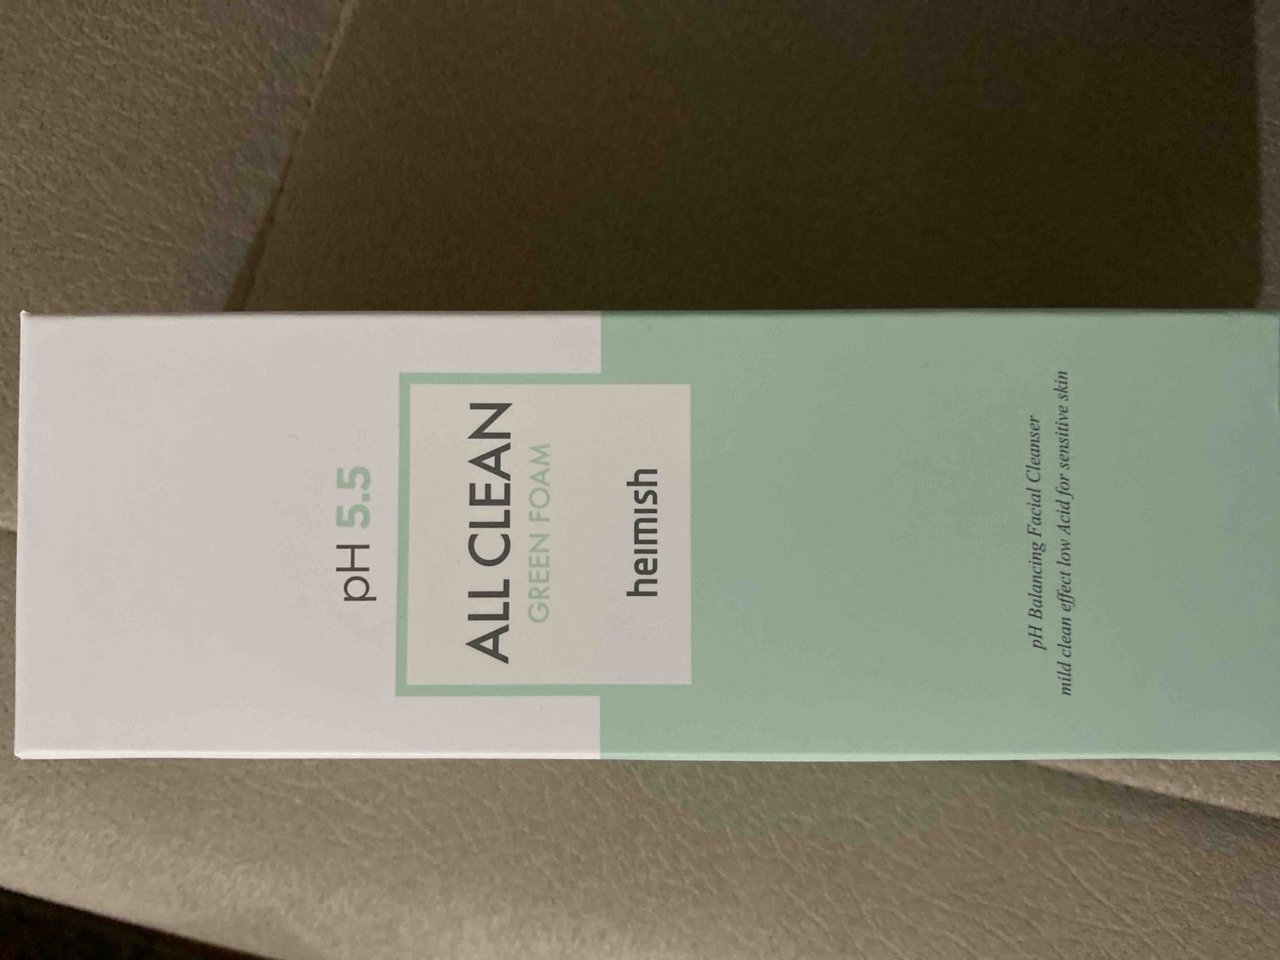 pH 5.5
ALL CLEAN
GREEN FOAM
heimish
pH Balancing Facial Cleanser
mild clean effect low Acid for sensitive skin